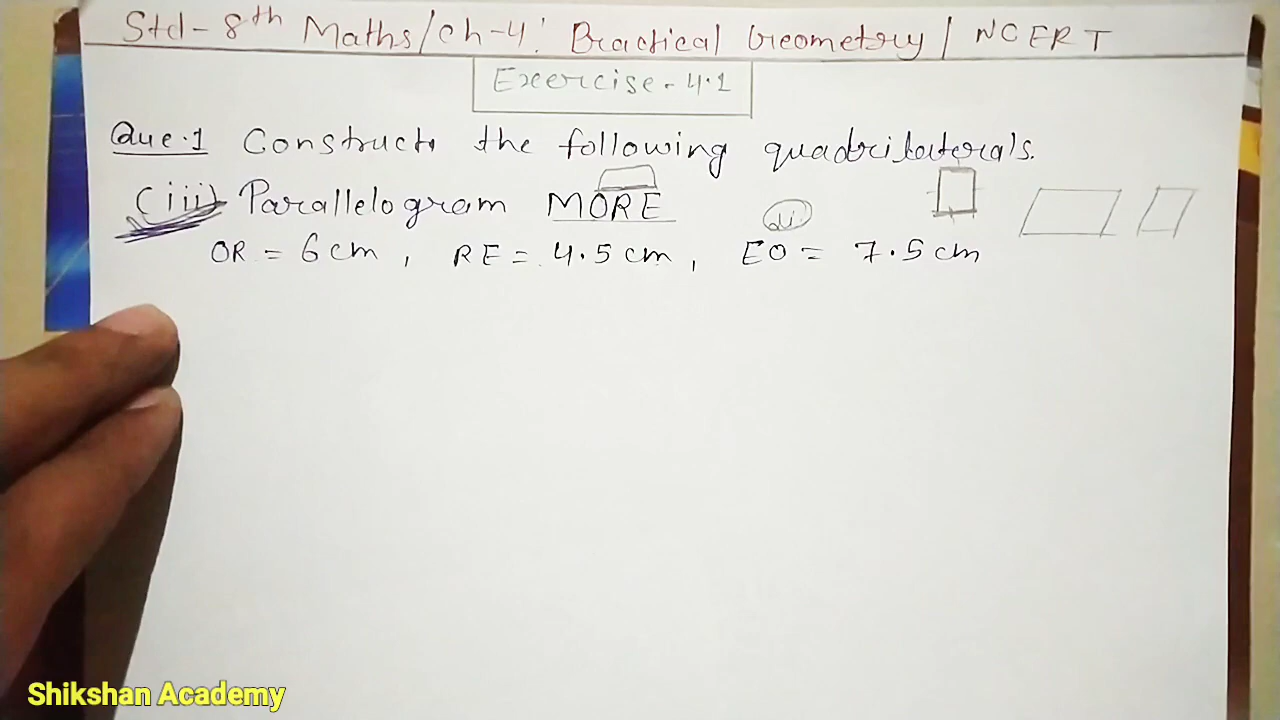 Std - 8th Maths / Ch-4: Practical Geometry / NCERT
Exercise - 4.1
Que.1 Construct the following quadrilaterals.
(iii) Parallelogram MORE
OR = 6 cm, RE = 4.5 cm, EO = 7.5 cm
Shikshan Academy